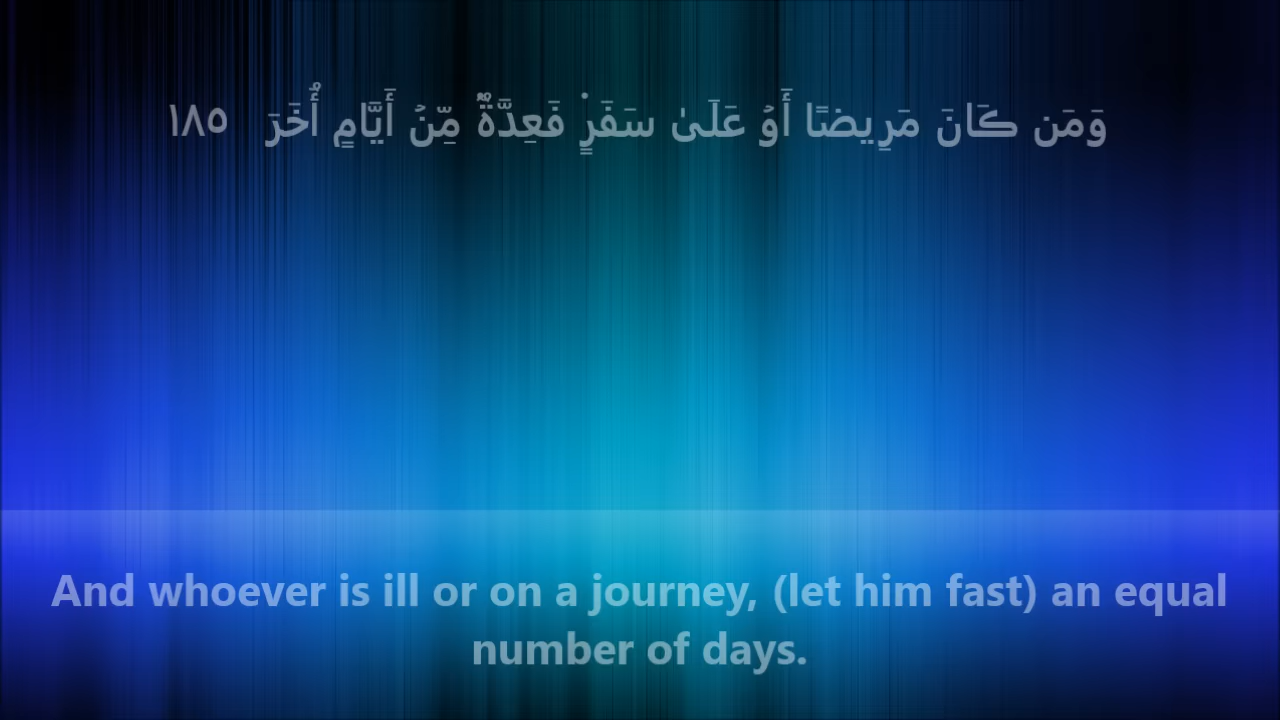 وَمَن كَانَ مَرِيضًا أَوْ عَلَىٰ سَفَرٍۢ فَعِدَّةٌۭ مِّنْ أَيَّامٍ أُخَرَ ١٨٥
And whoever is ill or on a journey, (let him fast) an equal
number of days.